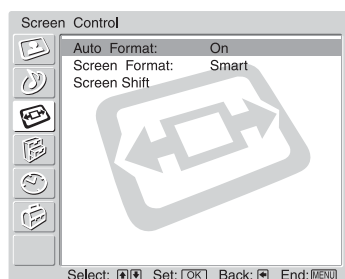 Screen Control
Auto Format: On
Screen Format: Smart
Screen Shift
Select: Set: OK Back: End: MENU